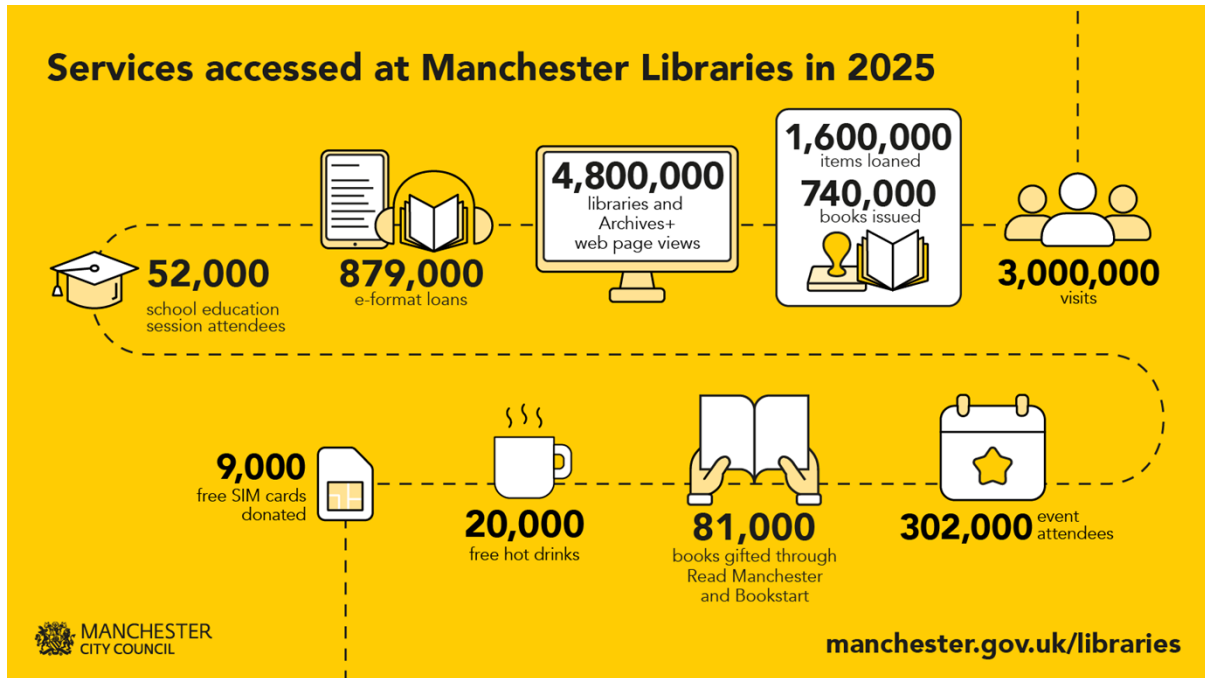 Services accessed at Manchester Libraries in 2025
3,000,000
visits
1,600,000
items loaned
740,000
books issued
4,800,000
libraries and
Archives+
web page views
879,000
e-format loans
52,000
school education
session attendees
302,000 event
attendees
81,000
books gifted through
Read Manchester
and Bookstart
20,000
free hot drinks
9,000
free SIM cards
donated
MANCHESTER
CITY COUNCIL
manchester.gov.uk/libraries